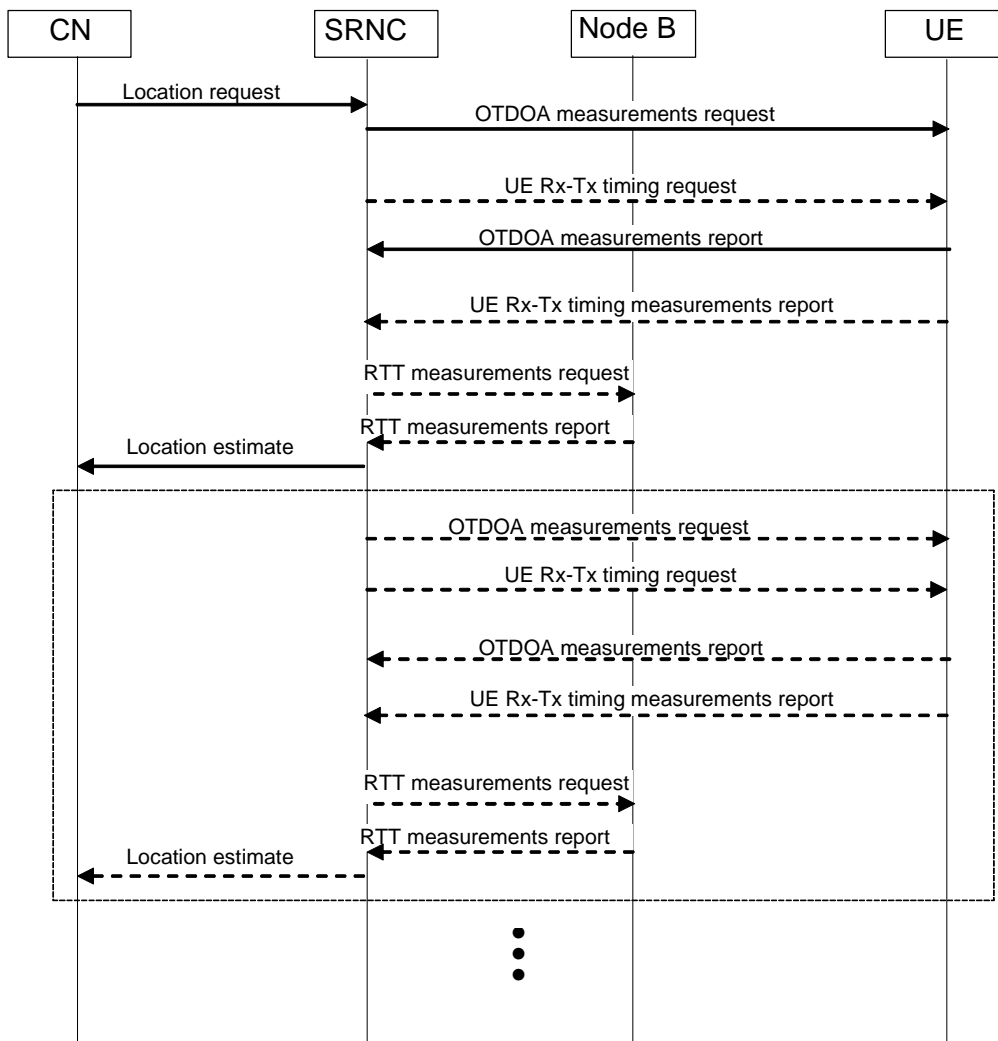 CN
SRNC
Node B
UE
Location request
OTDOA measurements request
UE Rx-Tx timing request
OTDOA measurements report
UE Rx-Tx timing measurements report
RTT measurements request
RTT measurements report
Location estimate
OTDOA measurements request
UE Rx-Tx timing request
OTDOA measurements report
UE Rx-Tx timing measurements report
RTT measurements request
RTT measurements report
Location estimate